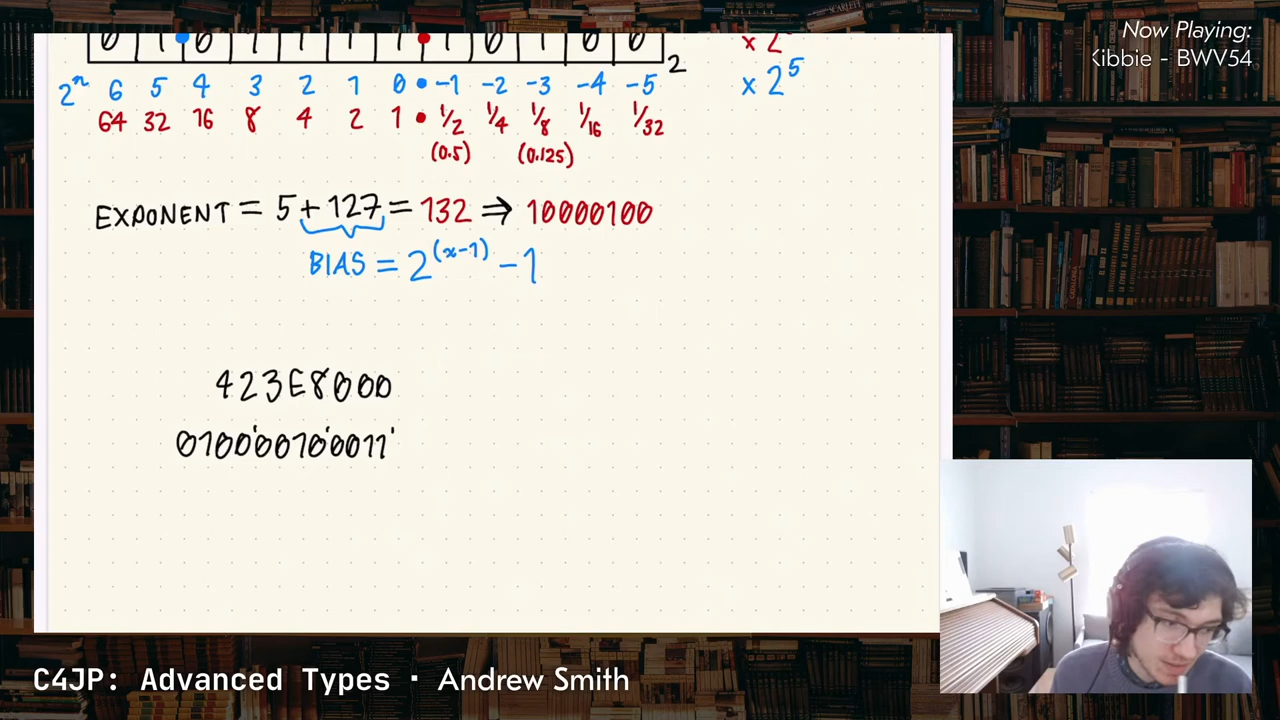 Now Playing:
Kibbie - BWV54
0 1 0 1 1 1 1 1 0 1 0 0 2
x 2
2ⁿ 6 5 4 3 2 1 0 • -1 -2 -3 -4 -5
x 2⁵
64 32 16 8 4 2 1 • 1/2 1/4 1/8 1/16 1/32
(0.5) (0.125)
EXPONENT = 5 + 127 = 132 ⇒ 10000100
BIAS = 2^(x-1) - 1
423E8000
0100'0010'0011'
C4JP: Advanced Types · Andrew Smith